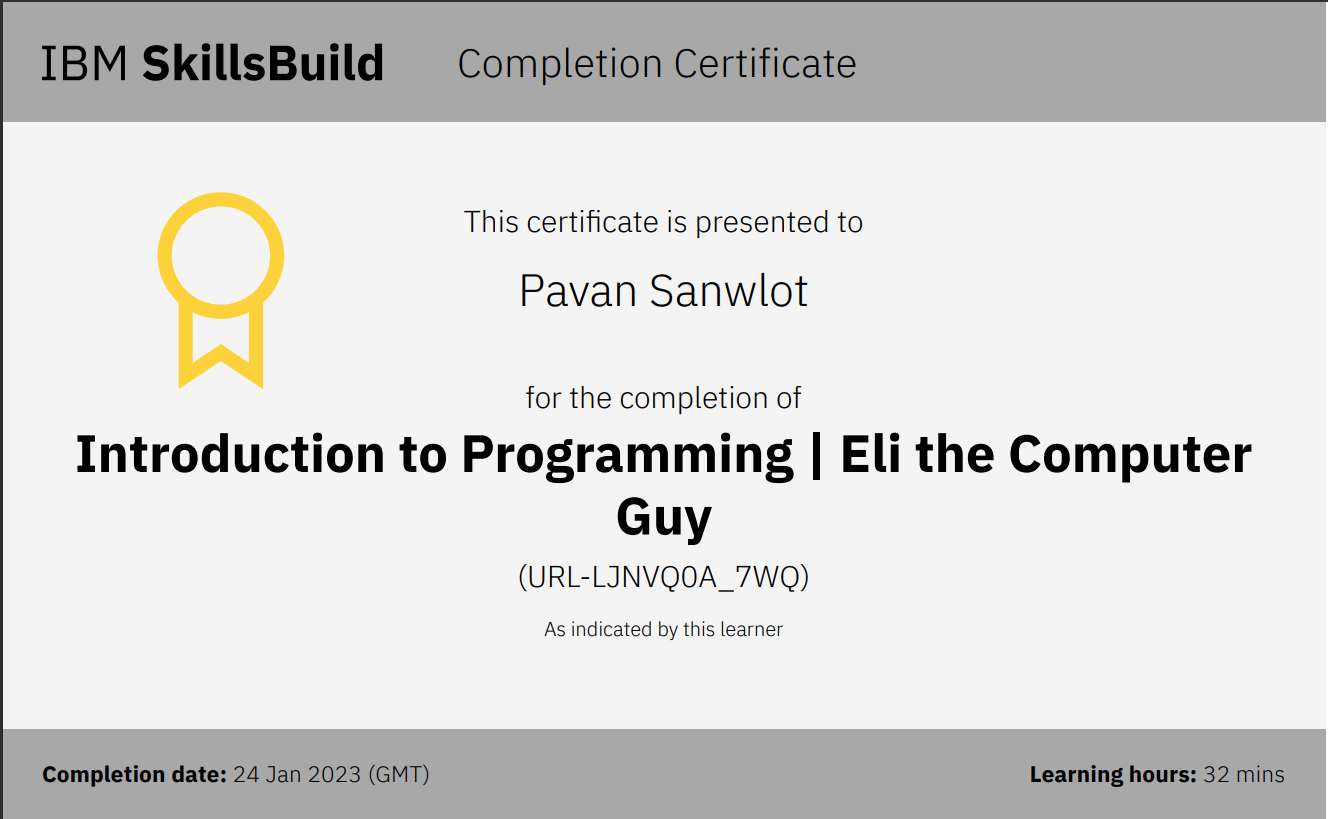 IBM SkillsBuild Completion Certificate
This certificate is presented to
Pavan Sanwlot
for the completion of
Introduction to Programming | Eli the Computer
Guy
(URL-LJNVQ0A_7WQ)
As indicated by this learner
Completion date: 24 Jan 2023 (GMT) Learning hours: 32 mins